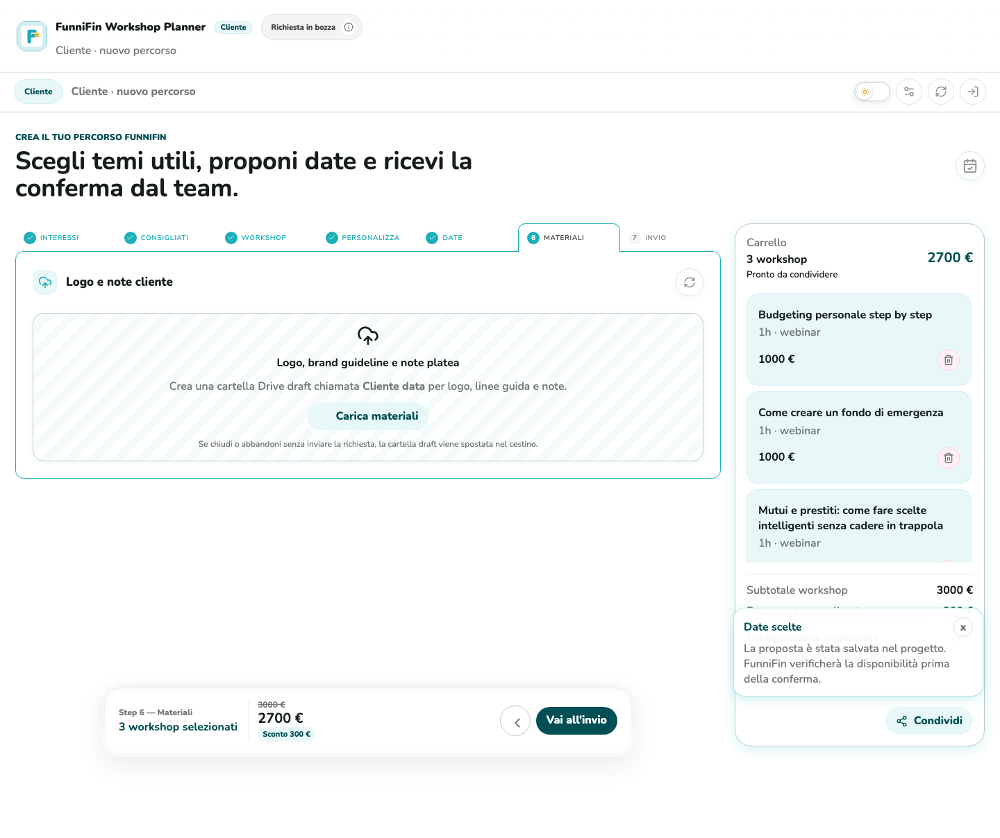 FunniFin Workshop Planner
Cliente
Richiesta in bozza
Cliente · nuovo percorso
Cliente
Cliente · nuovo percorso
CREA IL TUO PERCORSO FUNNIFIN
Scegli temi utili, proponi date e ricevi la
conferma dal team.
INTERESSI
CONSIGLIATI
WORKSHOP
PERSONALIZZA
DATE
6 MATERIALI
7 INVIO
Logo e note cliente
Logo, brand guideline e note platea
Crea una cartella Drive draft chiamata Cliente data per logo, linee guida e note.
Carica materiali
Se chiudi o abbandoni senza inviare la richiesta, la cartella draft viene spostata nel cestino.
Carrello
3 workshop
2700 €
Pronto da condividere
Budgeting personale step by step
1h · webinar
1000 €
Come creare un fondo di emergenza
1h · webinar
1000 €
Mutui e prestiti: come fare scelte
intelligenti senza cadere in trappola
1h · webinar
Subtotale workshop
3000 €
Percorso personalizzato
Configurazione aggiornata
Date scelte
x
La proposta è stata salvata nel progetto.
FunniFin verificherà la disponibilità prima
della conferma.
Condividi
Step 6 — Materiali
3 workshop selezionati
3000 €
2700 €
Sconto 300 €
Vai all'invio